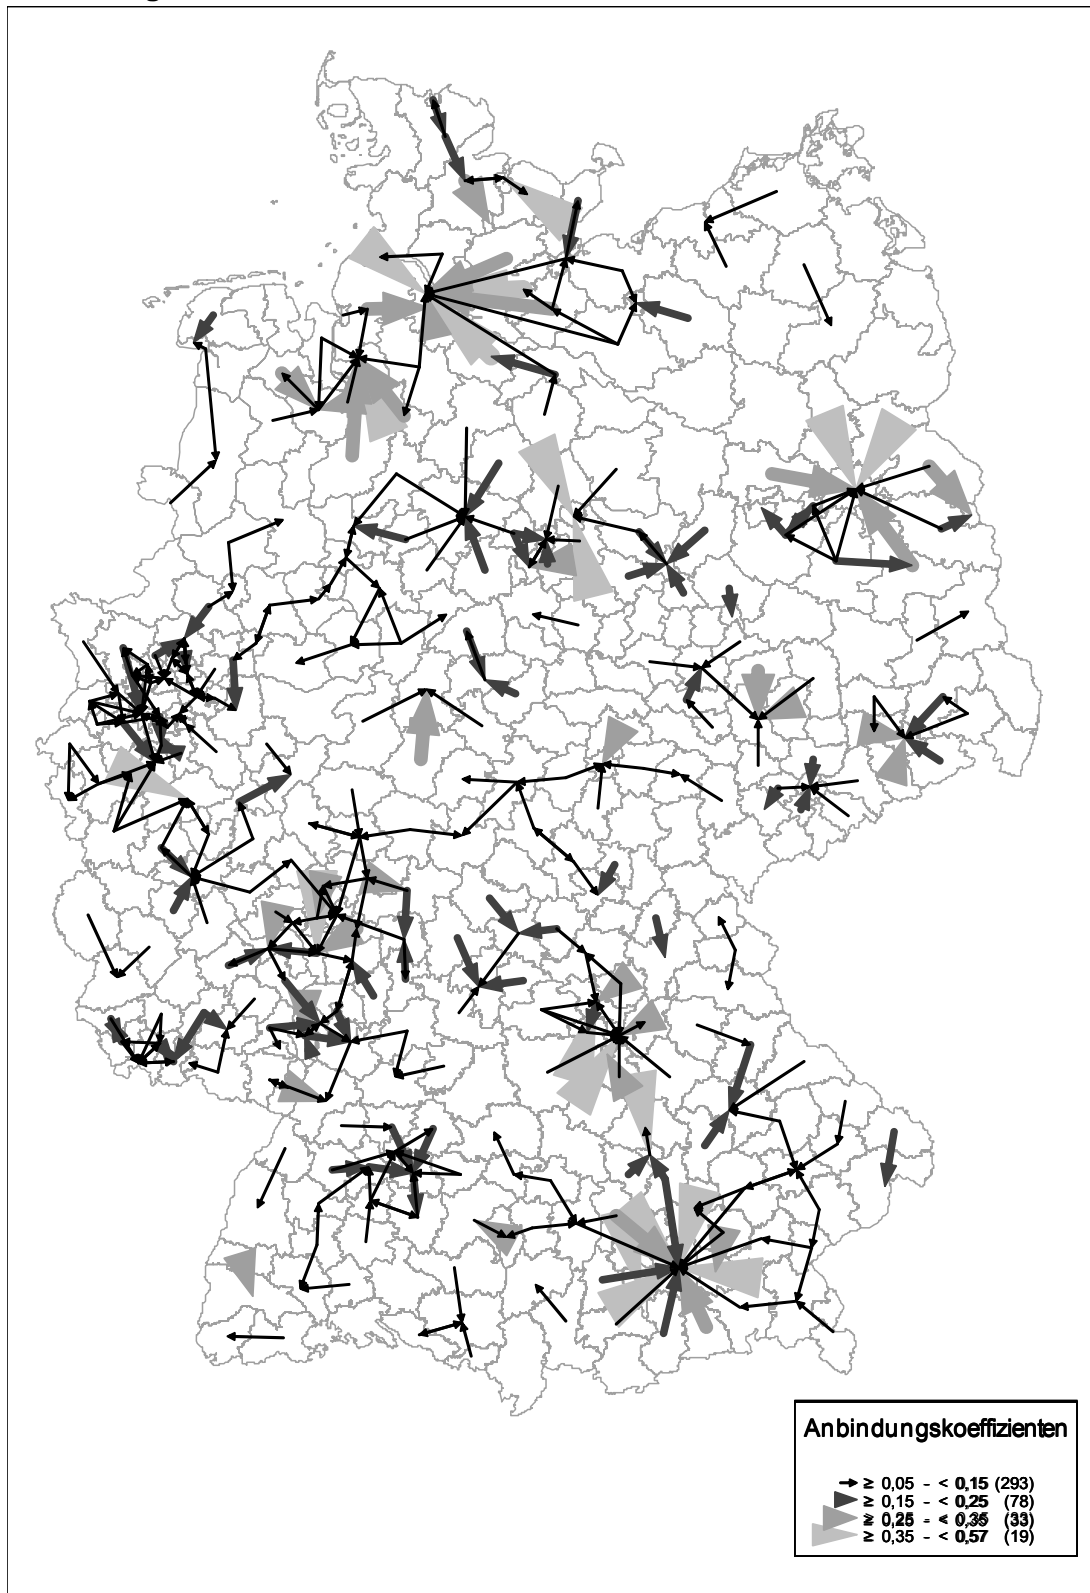 Anbindungskoeffizienten
≥ 0,05 - < 0,15 (293)
≥ 0,15 - < 0,25 (78)
≥ 0,25 - < 0,35 (33)
≥ 0,35 - < 0,57 (19)